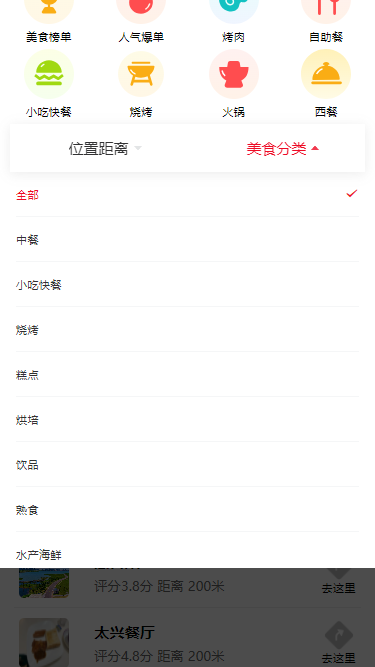 美食榜单 人气爆单 烤肉 自助餐
小吃快餐 烧烤 火锅 西餐
位置距离 美食分类
全部
中餐
小吃快餐
烧烤
糕点
烘培
饮品
熟食
水产海鲜
评分3.8分 距离 200米 去这里
太兴餐厅
评分4.8分 距离 200米 去这里